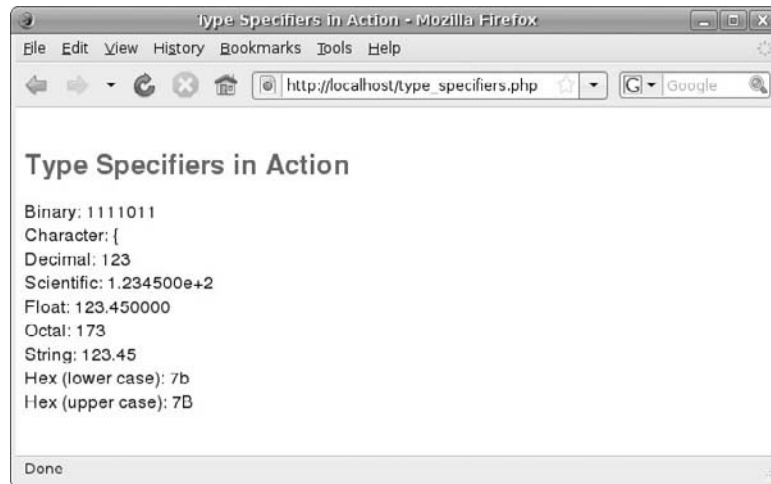 Type Specifiers in Action - Mozilla Firefox
File Edit View History Bookmarks Tools Help
http://localhost/type_specifiers.php
G Google
Type Specifiers in Action
Binary: 1111011
Character: {
Decimal: 123
Scientific: 1.234500e+2
Float: 123.450000
Octal: 173
String: 123.45
Hex (lower case): 7b
Hex (upper case): 7B
Done